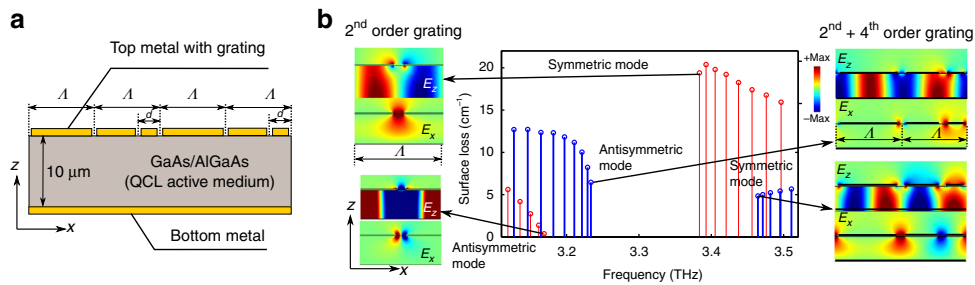 a
Top metal with grating
Λ Λ Λ Λ
d d
10 μm
GaAs/AlGaAs
(QCL active medium)
z
x
Bottom metal
b
2nd order grating
Ez
Ex
Λ
Ez
Ex
z
x
Surface loss (cm−1)
20
15
10
5
0
3.2
3.3
3.4
3.5
Frequency (THz)
Symmetric mode
Antisymmetric
mode
Symmetric
mode
Antisymmetric
mode
2nd + 4th order grating
+Max
−Max
Ez
Ex
Λ Λ
Ez
Ex